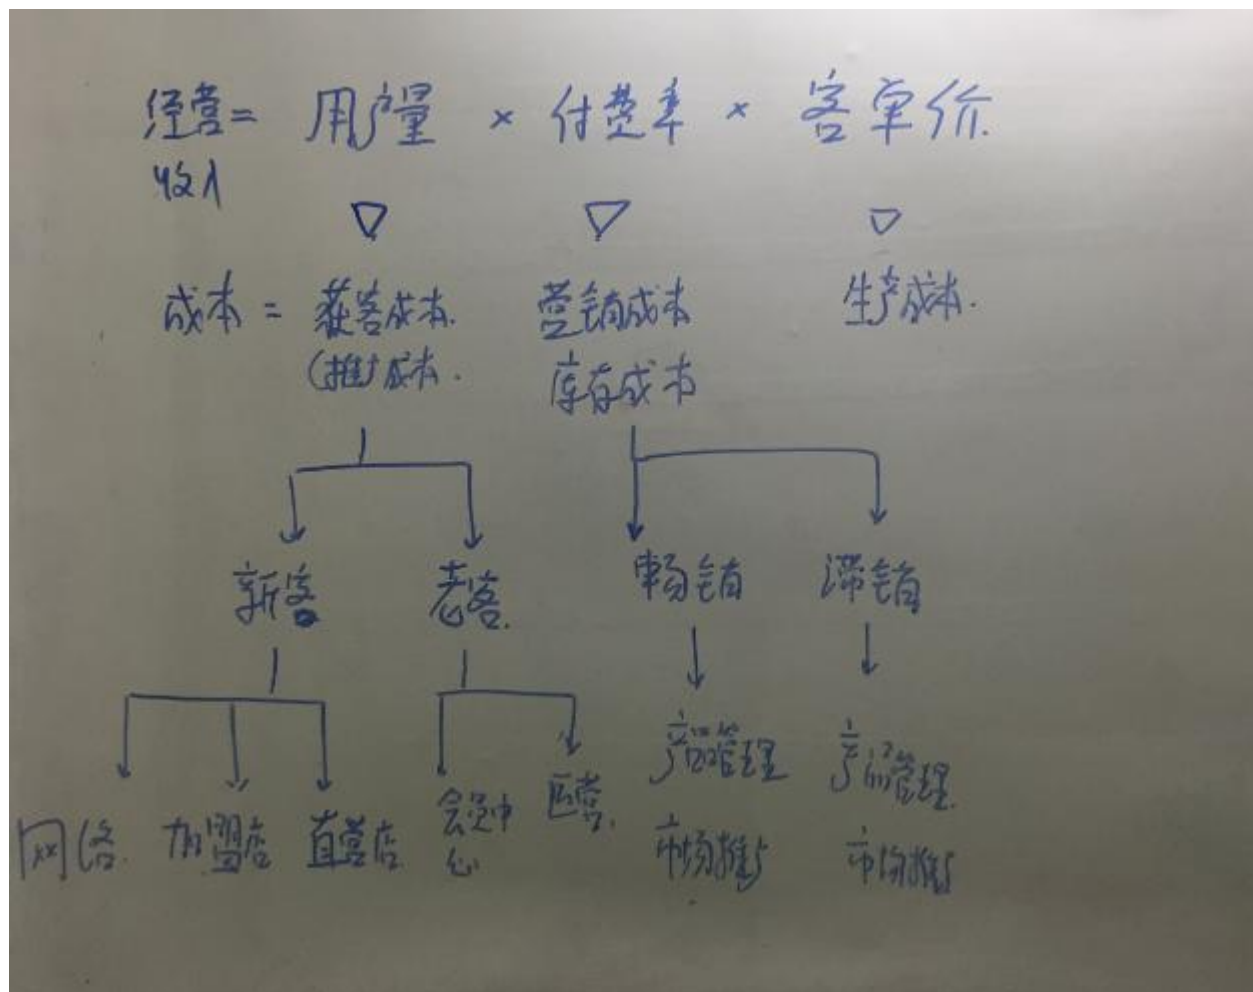 经营= 用户量 × 付费率 × 客单价.
收入
成本 = 获客成本. 营销成本 生产成本.
(推广成本. 库存成本
新客 老客. 畅销 滞销
网络. 加盟店 直营店. 会员中心 运营. 产品管理 产品管理.
市场推广 市场推广